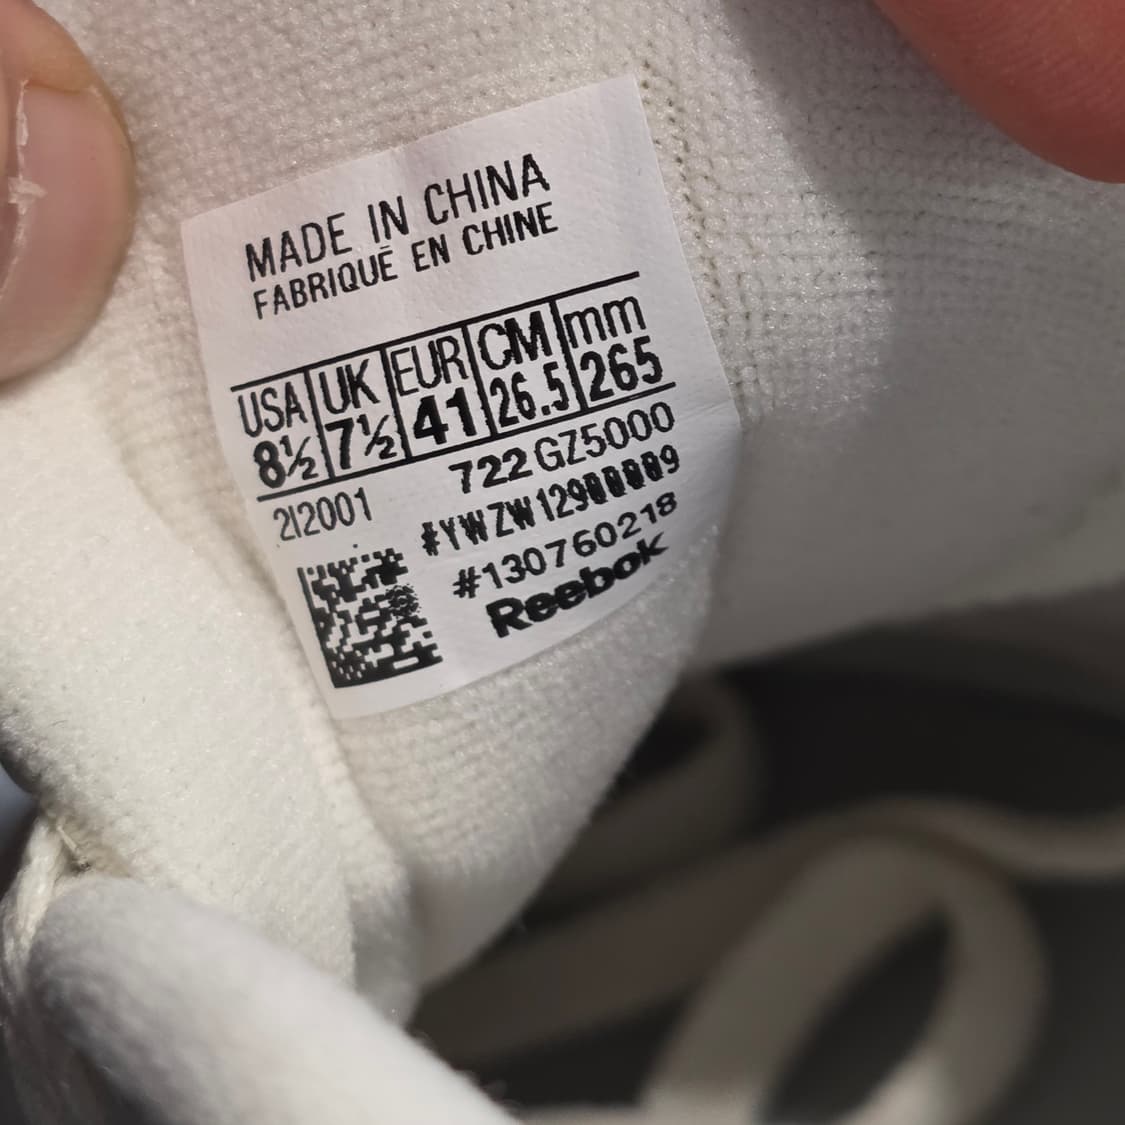 MADE IN CHINA
FABRIQUÉ EN CHINE
USA UK EUR CM mm
8½ 7½ 41 26.5 265
722 GZ5000
212001
#130760218
Reebok